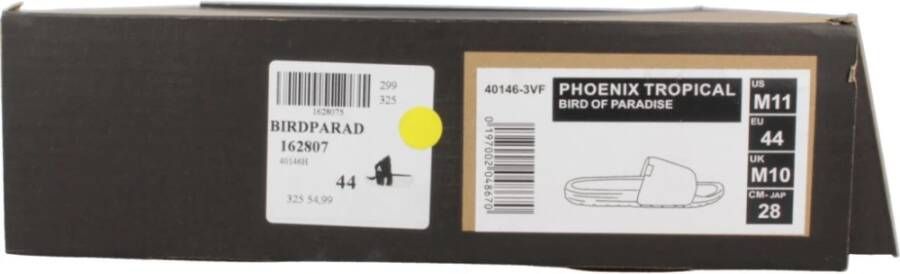 299
325
1628075
BIRDPARAD
162807
40146H
44
325 54,99
40146-3VF
PHOENIX TROPICAL
BIRD OF PARADISE
0197002048670
US
M11
EU
44
UK
M10
CM- JAP
28